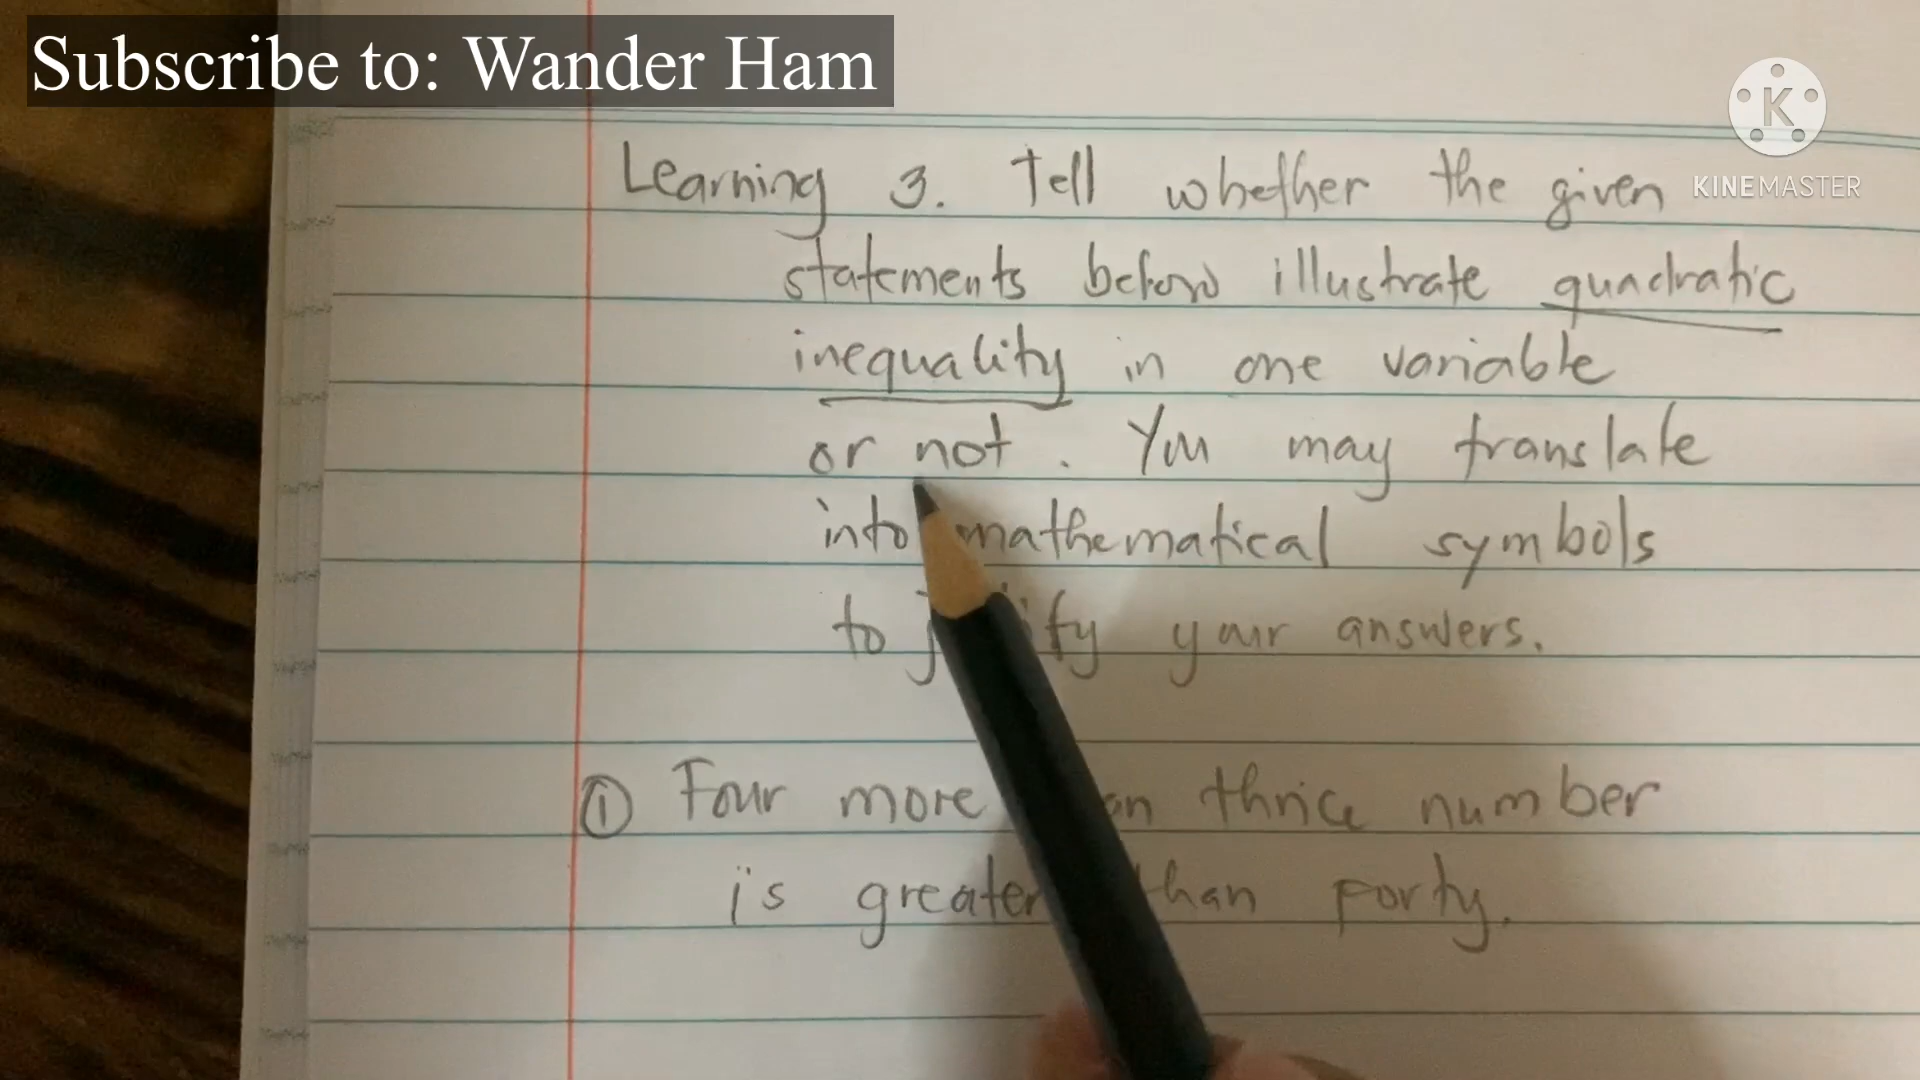 Subscribe to: Wander Ham
KINEMASTER
Learning 3. Tell whether the given
statements below illustrate quadratic
inequality in one variable
or not. You may translate
into mathematical symbols
to your answers.
① Four more thrice number
is greater than forty.